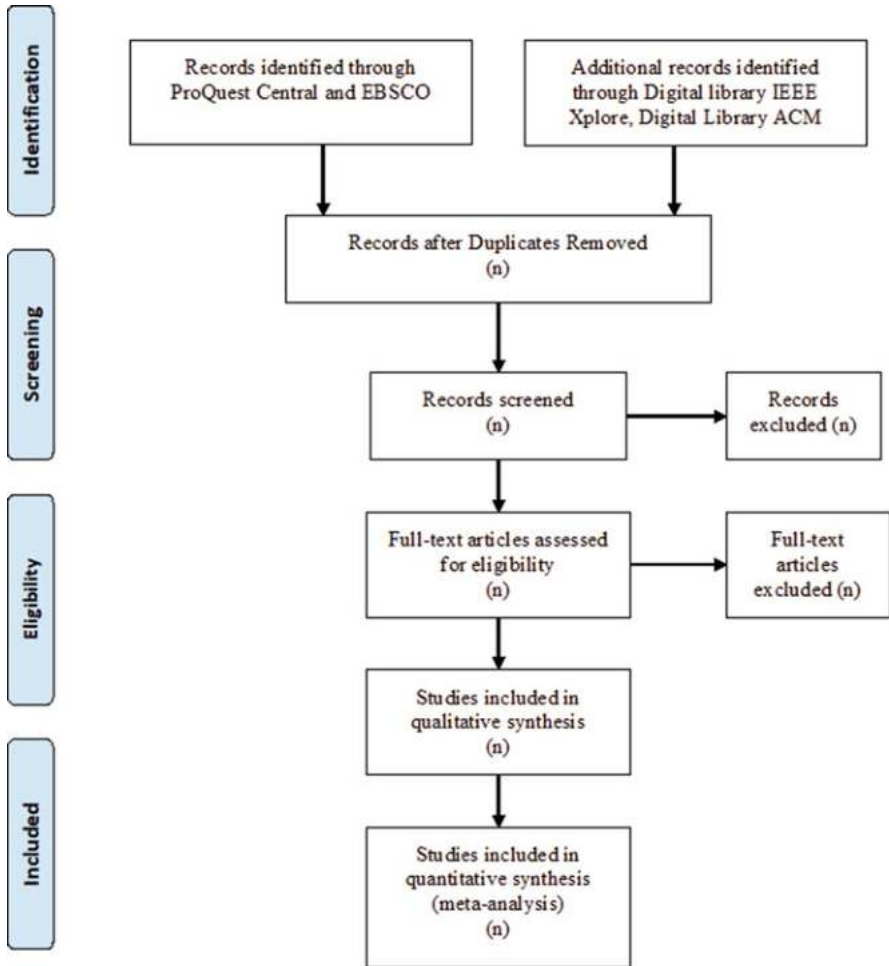 Identification
Records identified through
ProQuest Central and EBSCO
Additional records identified
through Digital library IEEE
Xplore, Digital Library ACM
Records after Duplicates Removed
(n)
Screening
Records screened
(n)
Records
excluded (n)
Eligibility
Full-text articles assessed
for eligibility
(n)
Full-text
articles
excluded (n)
Studies included in
qualitative synthesis
(n)
Included
Studies included in
quantitative synthesis
(meta-analysis)
(n)